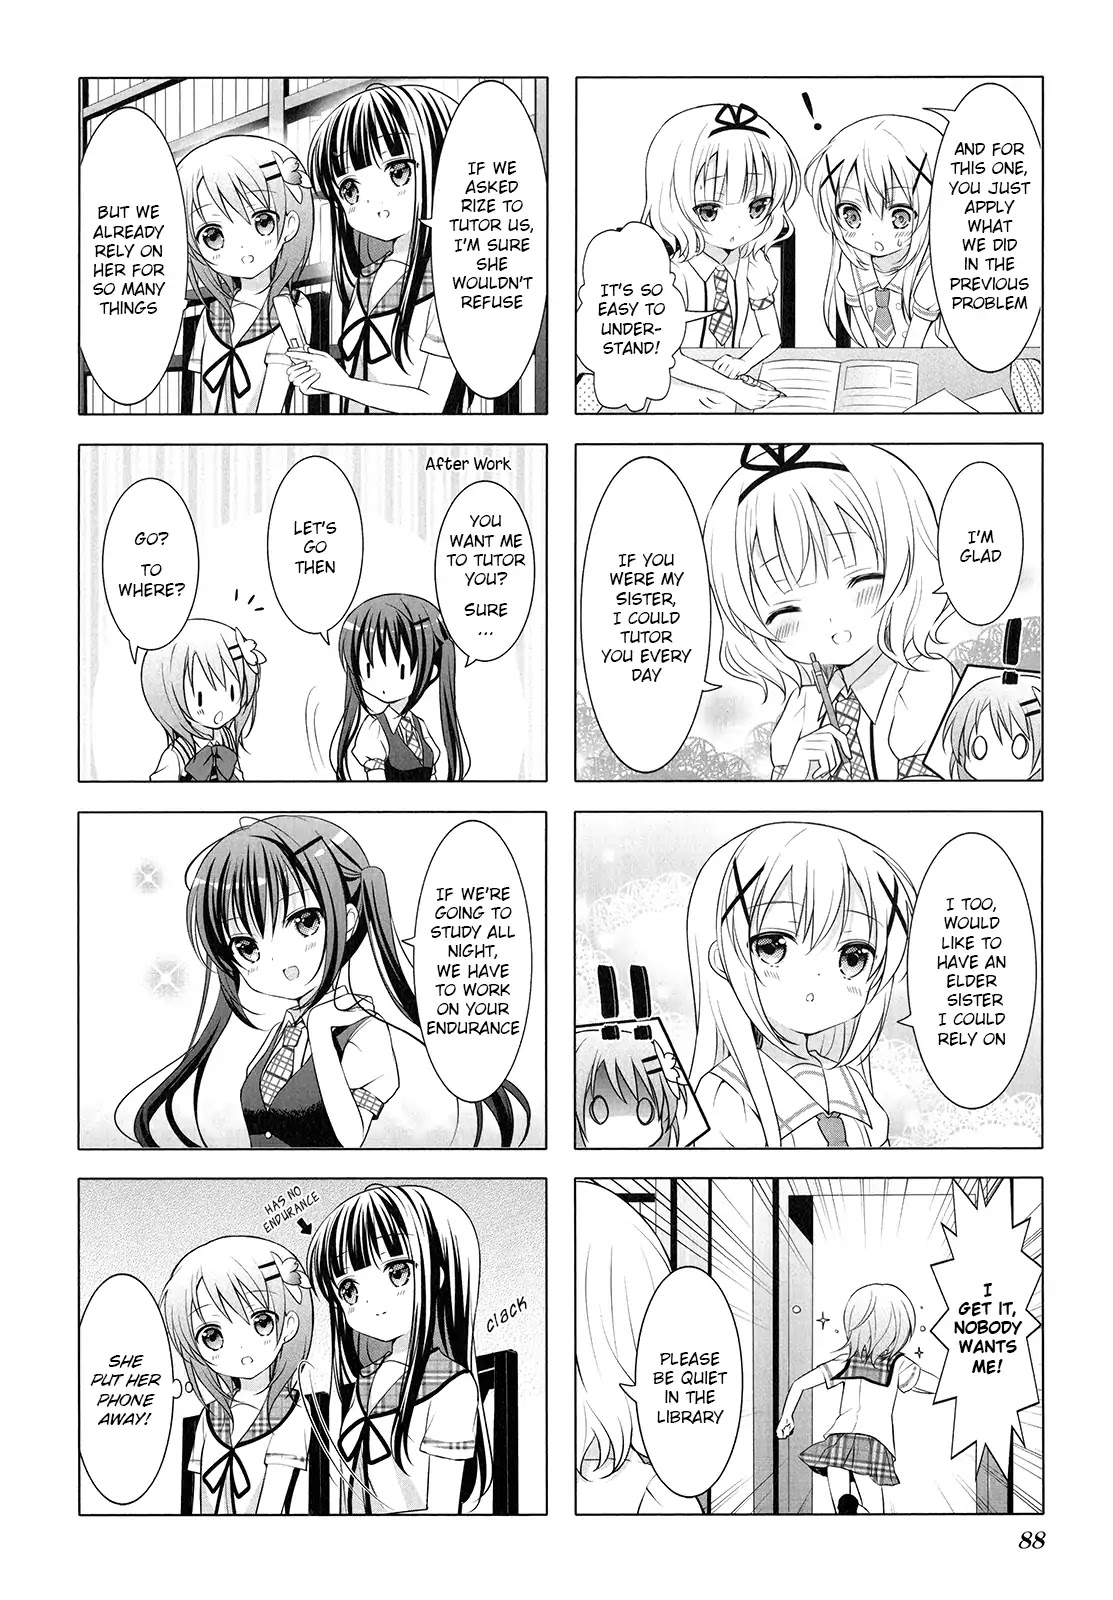 !
AND FOR
THIS ONE,
YOU JUST
APPLY
WHAT
WE DID
IN THE
PREVIOUS
PROBLEM
IT'S SO
EASY TO
UNDER-
STAND!
I'M
GLAD
IF YOU
WERE MY
SISTER,
I COULD
TUTOR
YOU EVERY
DAY
!!
I TOO,
WOULD
LIKE TO
HAVE AN
ELDER
SISTER
I COULD
RELY ON
!!
I
GET IT,
NOBODY
WANTS
ME!
PLEASE
BE QUIET
IN THE
LIBRARY
IF WE
ASKED
RIZE TO
TUTOR US,
I'M SURE
SHE
WOULDN'T
REFUSE
BUT WE
ALREADY
RELY ON
HER FOR
SO MANY
THINGS
After Work
YOU
WANT ME
TO TUTOR
YOU?
SURE
...
LET'S
GO
THEN
GO?
TO
WHERE?
IF WE'RE
GOING TO
STUDY ALL
NIGHT,
WE HAVE
TO WORK
ON YOUR
ENDURANCE
HAS NO
ENDURANCE
clack
SHE
PUT HER
PHONE
AWAY!
88